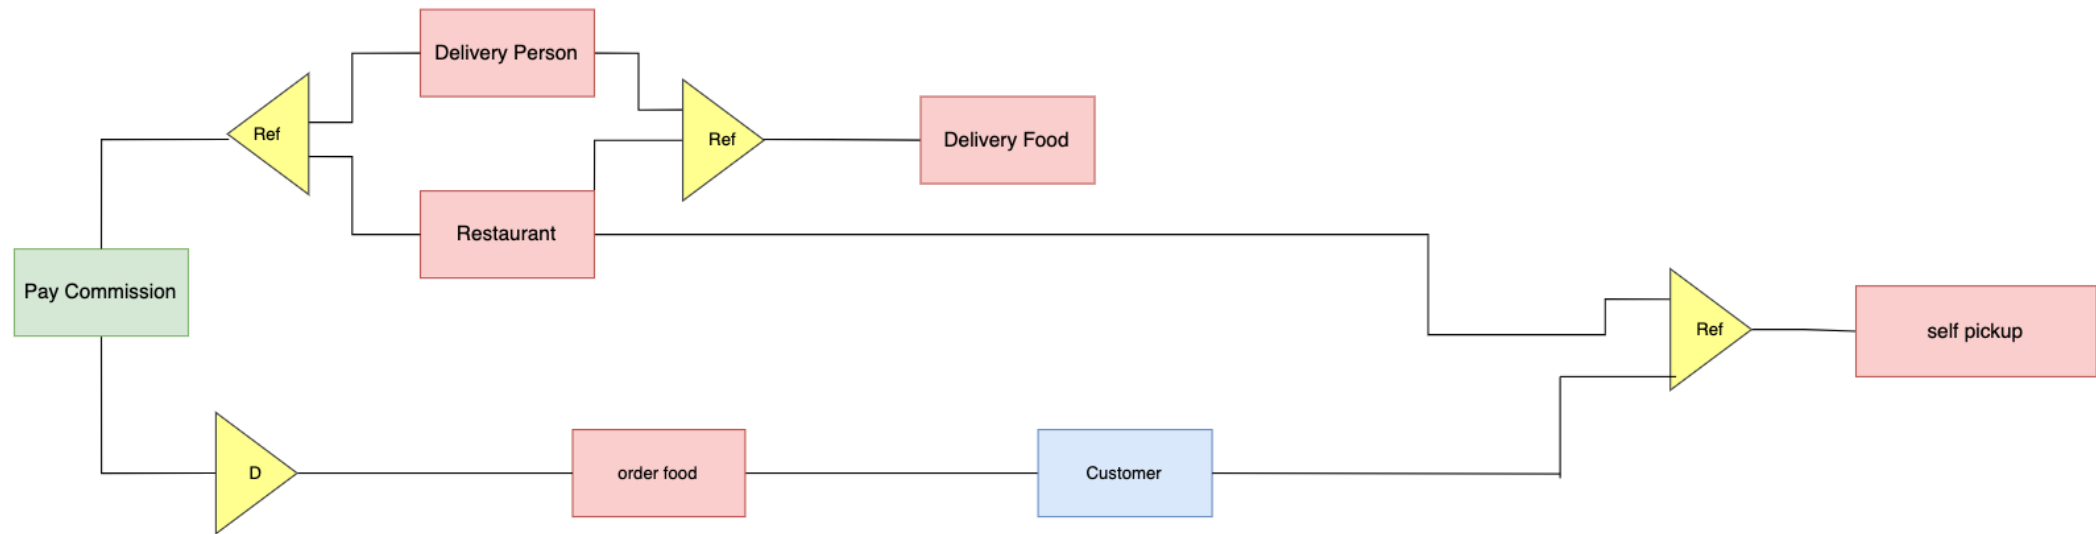 Delivery Person
Ref
Ref
Delivery Food
Restaurant
Pay Commission
Ref
self pickup
D
order food
Customer